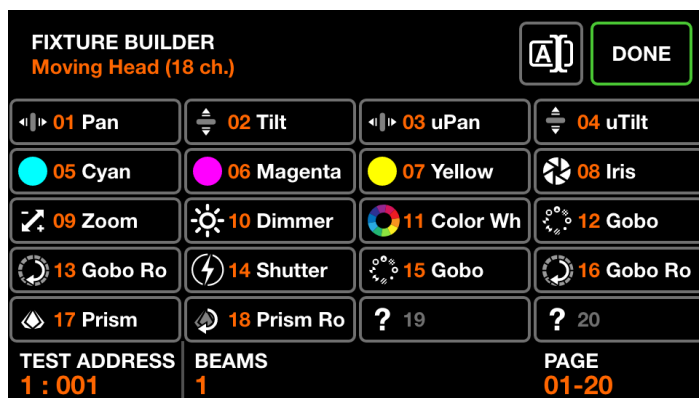 FIXTURE BUILDER
Moving Head (18 ch.)
A
DONE
01 Pan
02 Tilt
03 uPan
04 uTilt
05 Cyan
06 Magenta
07 Yellow
08 Iris
09 Zoom
10 Dimmer
11 Color Wh
12 Gobo
13 Gobo Ro
14 Shutter
15 Gobo
16 Gobo Ro
17 Prism
18 Prism Ro
? 19
? 20
TEST ADDRESS
1 : 001
BEAMS
1
PAGE
01-20